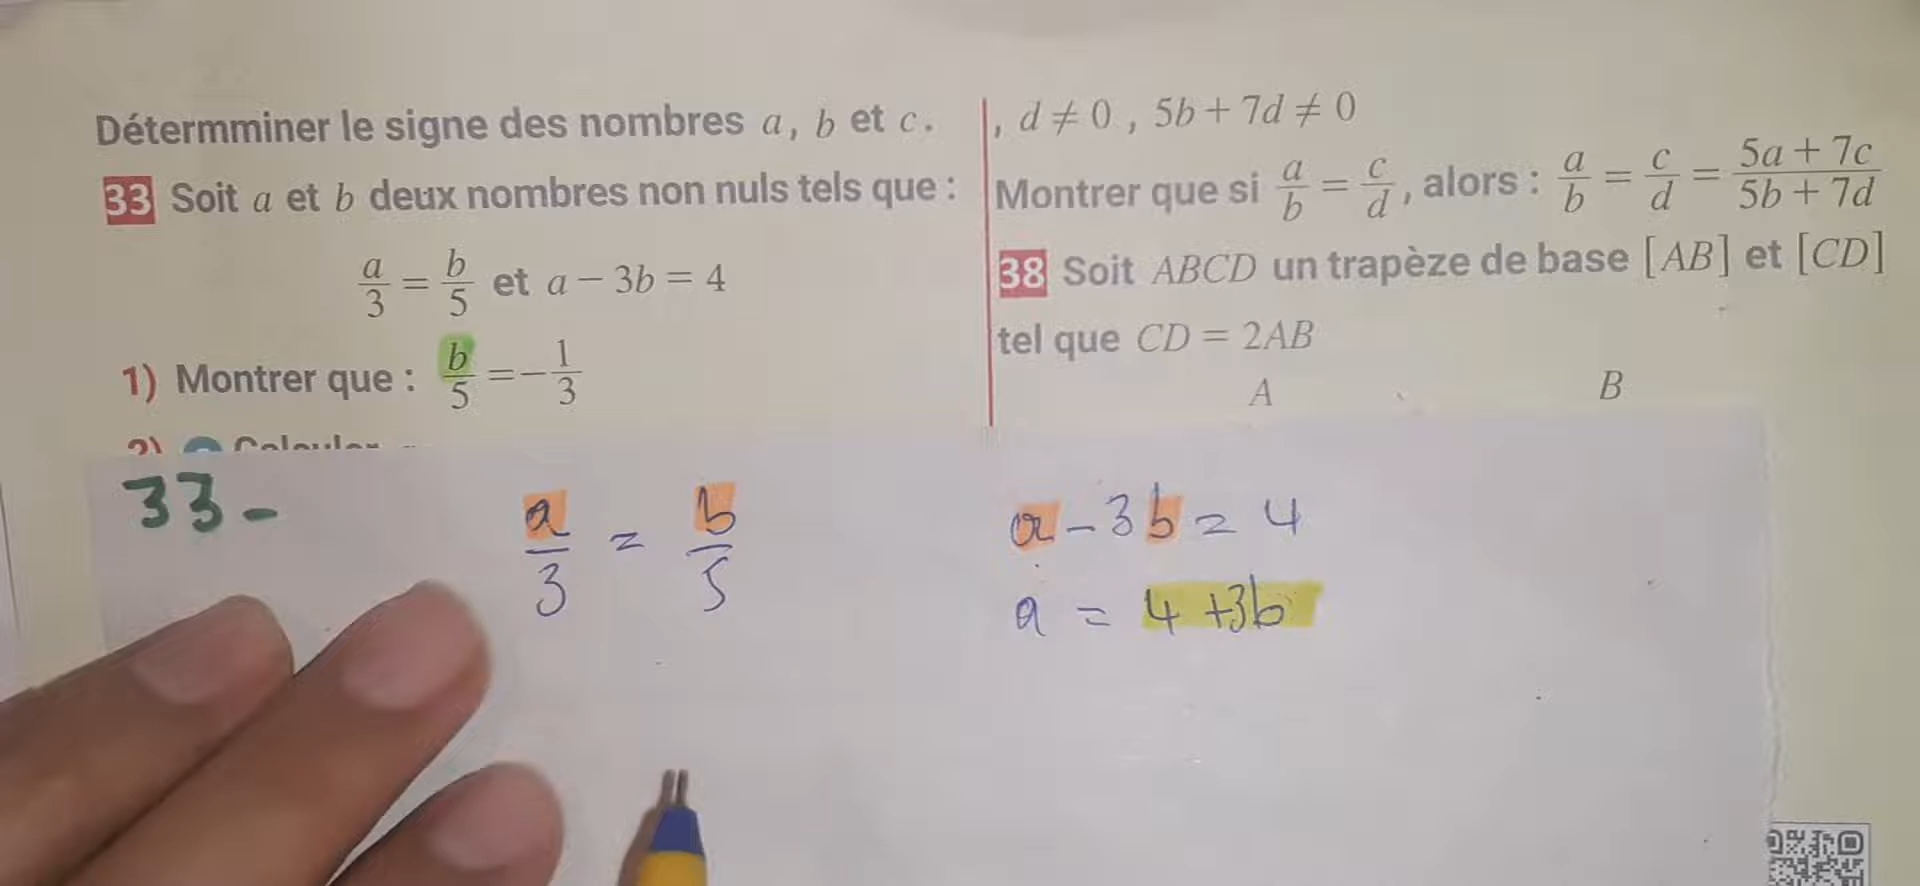 Détermminer le signe des nombres a, b et c.
33 Soit a et b deux nombres non nuls tels que :
a/3 = b/5 et a − 3b = 4
1) Montrer que : b/5 = −1/3
2) Calculer
, d ≠ 0 , 5b + 7d ≠ 0
Montrer que si a/b = c/d, alors : a/b = c/d = (5a + 7c)/(5b + 7d)
38 Soit ABCD un trapèze de base [AB] et [CD]
tel que CD = 2AB
A B
33-
a/3 = b/5
a - 3b = 4
a = 4 + 3b